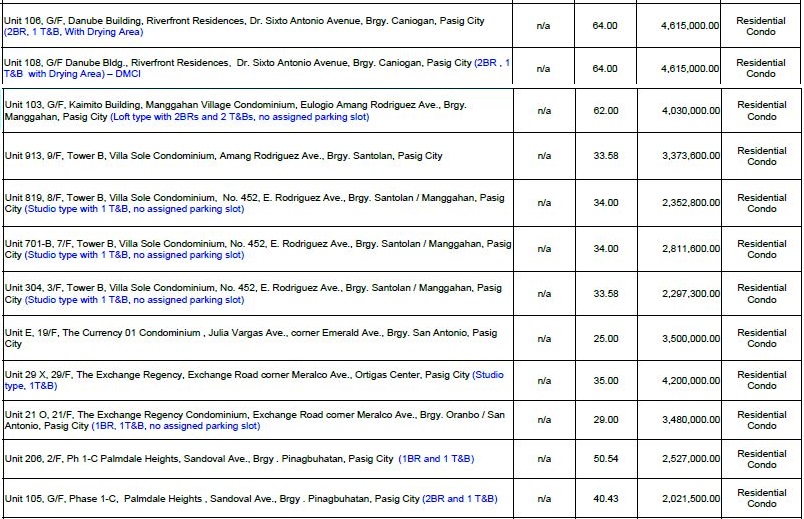 Unit 106, G/F, Danube Building, Riverfront Residences, Dr. Sixto Antonio Avenue, Brgy. Caniogan, Pasig City
(2BR, 1 T&B, With Drying Area)
n/a
64.00
4,615,000.00
Residential
Condo
Unit 108, G/F Danube Bldg., Riverfront Residences, Dr. Sixto Antonio Avenue, Brgy. Caniogan, Pasig City (2BR , 1
T&B with Drying Area) – DMCI
n/a
64.00
4,615,000.00
Residential
Condo
Unit 103, G/F, Kaimito Building, Manggahan Village Condominium, Eulogio Amang Rodriguez Ave., Brgy.
Manggahan, Pasig City (Loft type with 2BRs and 2 T&Bs, no assigned parking slot)
n/a
62.00
4,030,000.00
Residential
Condo
Unit 913, 9/F, Tower B, Villa Sole Condominium, Amang Rodriguez Ave., Brgy. Santolan, Pasig City
n/a
33.58
3,373,600.00
Residential
Condo
Unit 819, 8/F, Tower B, Villa Sole Condominium, No. 452, E. Rodriguez Ave., Brgy. Santolan / Manggahan, Pasig
City (Studio type with 1 T&B, no assigned parking slot)
n/a
34.00
2,352,800.00
Residential
Condo
Unit 701-B, 7/F, Tower B, Villa Sole Condominium, No. 452, E. Rodriguez Ave., Brgy. Santolan / Manggahan, Pasig
City (Studio type with 1 T&B, no assigned parking slot)
n/a
34.00
2,811,600.00
Residential
Condo
Unit 304, 3/F, Tower B, Villa Sole Condominium, No. 452, E. Rodriguez Ave., Brgy. Santolan / Manggahan, Pasig
City (Studio type with 1 T&B, no assigned parking slot)
n/a
33.58
2,297,300.00
Residential
Condo
Unit E, 19/F, The Currency 01 Condominium , Julia Vargas Ave., corner Emerald Ave., Brgy. San Antonio, Pasig
City
n/a
25.00
3,500,000.00
Residential
Condo
Unit 29 X, 29/F, The Exchange Regency, Exchange Road corner Meralco Ave., Ortigas Center, Pasig City (Studio
type, 1T&B)
n/a
35.00
4,200,000.00
Residential
Condo
Unit 21 O, 21/F, The Exchange Regency Condominium, Exchange Road corner Meralco Ave., Brgy. Oranbo / San
Antonio, Pasig City (1BR, 1T&B, no assigned parking slot)
n/a
29.00
3,480,000.00
Residential
Condo
Unit 206, 2/F, Ph 1-C Palmdale Heights, Sandoval Ave., Brgy . Pinagbuhatan, Pasig City (1BR and 1 T&B)
n/a
50.54
2,527,000.00
Residential
Condo
Unit 105, G/F, Phase 1-C, Palmdale Heights , Sandoval Ave., Brgy . Pinagbuhatan, Pasig City (2BR and 1 T&B)
n/a
40.43
2,021,500.00
Residential
Condo